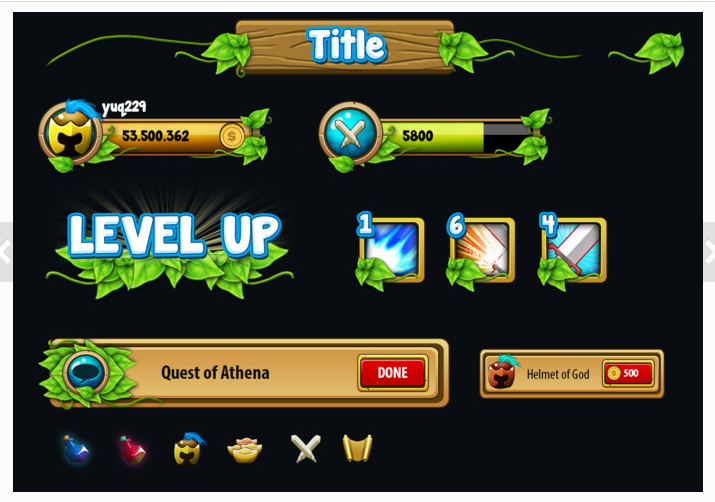 Title
yuq229
53.500.362
5800
LEVEL UP
1
6
4
Quest of Athena
DONE
Helmet of God
500